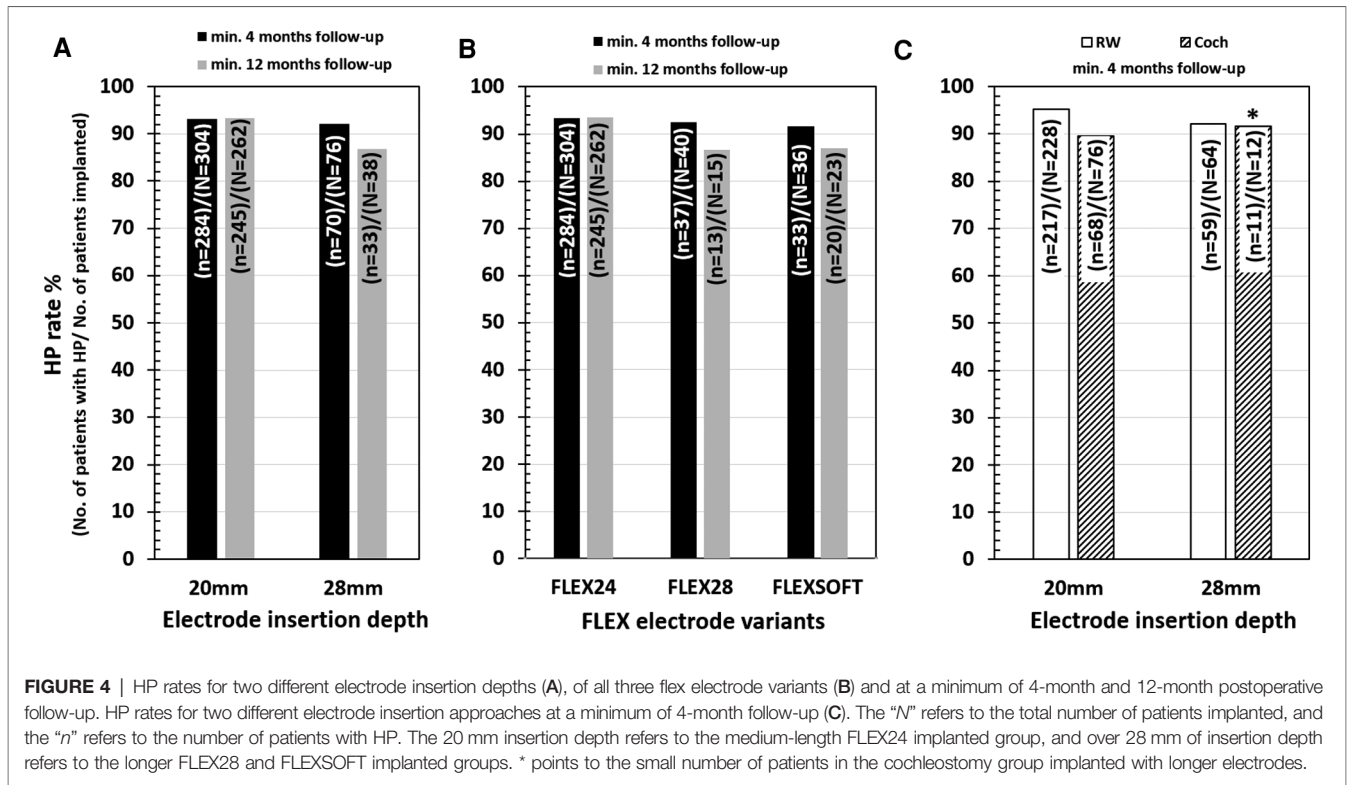 A
■ min. 4 months follow-up
■ min. 12 months follow-up
HP rate %
(No. of patients with HP/ No. of patients implanted)
100
90
80
70
60
50
40
30
20
10
0
(n=284)/(N=304)
(n=245)/(N=262)
(n=70)/(N=76)
(n=33)/(N=38)
20mm 28mm
Electrode insertion depth
B
■ min. 4 months follow-up
■ min. 12 months follow-up
100
90
80
70
60
50
40
30
20
10
0
(n=284)/(N=304)
(n=245)/(N=262)
(n=37)/(N=40)
(n=13)/(N=15)
(n=33)/(N=36)
(n=20)/(N=23)
FLEX24 FLEX28 FLEXSOFT
FLEX electrode variants
C
RW Coch
min. 4 months follow-up
100
90
80
70
60
50
40
30
20
10
0
(n=217)/(N=228)
(n=68)/(N=76)
(n=59)/(N=64)
*
(n=11)/(N=12)
20mm 28mm
Electrode insertion depth
FIGURE 4 | HP rates for two different electrode insertion depths (A), of all three flex electrode variants (B) and at a minimum of 4-month and 12-month postoperative
follow-up. HP rates for two different electrode insertion approaches at a minimum of 4-month follow-up (C). The “N” refers to the total number of patients implanted, and
the “n” refers to the number of patients with HP. The 20 mm insertion depth refers to the medium-length FLEX24 implanted group, and over 28 mm of insertion depth
refers to the longer FLEX28 and FLEXSOFT implanted groups. * points to the small number of patients in the cochleostomy group implanted with longer electrodes.